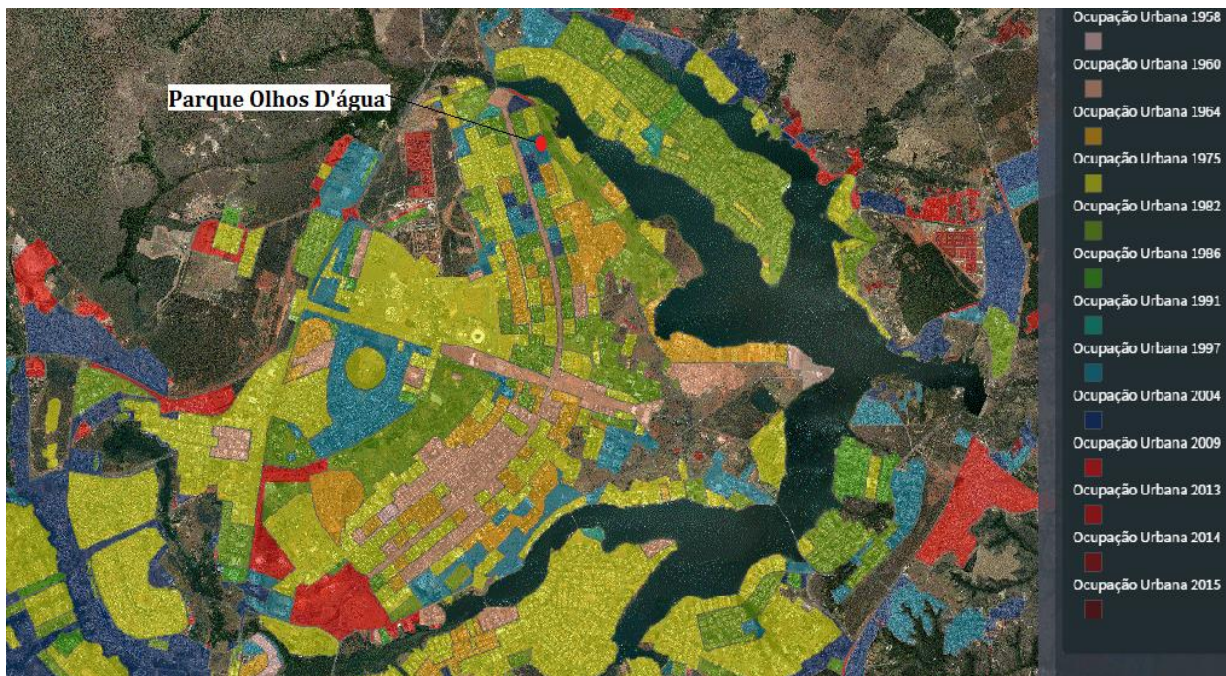 Parque Olhos D'água
Ocupação Urbana 1958
Ocupação Urbana 1960
Ocupação Urbana 1964
Ocupação Urbana 1975
Ocupação Urbana 1982
Ocupação Urbana 1986
Ocupação Urbana 1991
Ocupação Urbana 1997
Ocupação Urbana 2004
Ocupação Urbana 2009
Ocupação Urbana 2013
Ocupação Urbana 2014
Ocupação Urbana 2015